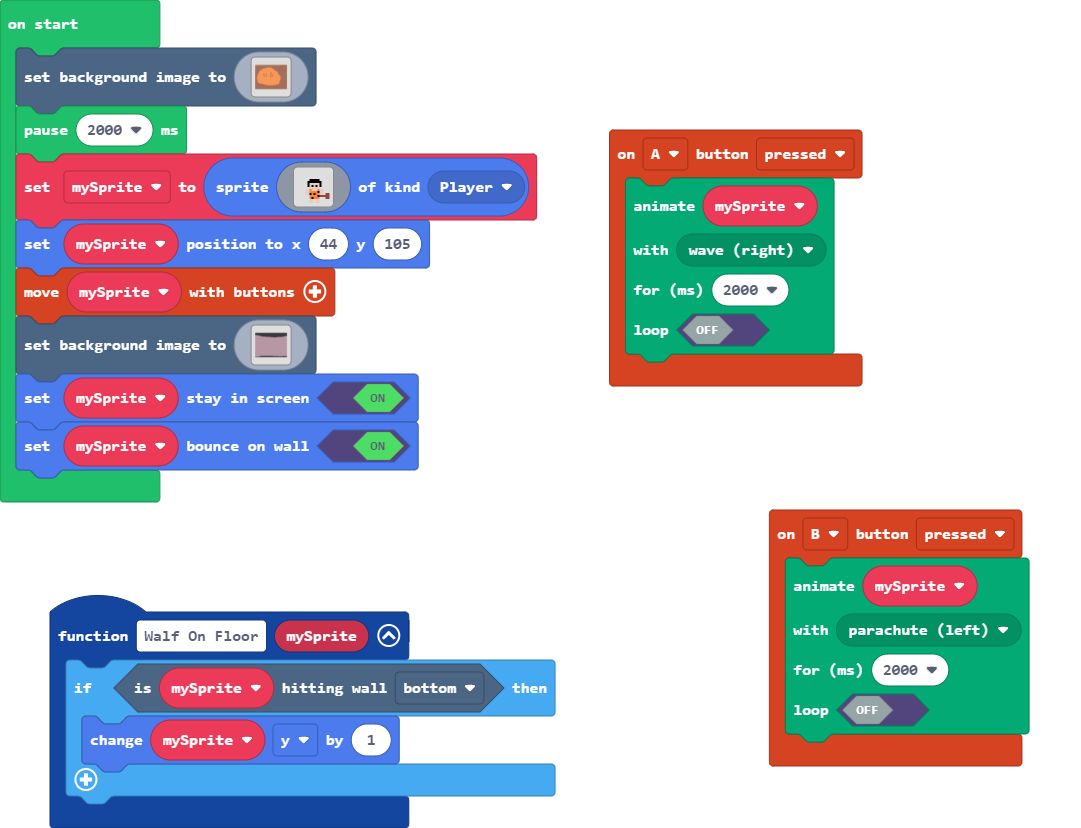 on start
set background image to
pause 2000 ms
set mySprite to sprite of kind Player
set mySprite position to x 44 y 105
move mySprite with buttons
set background image to
set mySprite stay in screen ON
set mySprite bounce on wall ON
on A button pressed
animate mySprite
with wave (right)
for (ms) 2000
loop OFF
on B button pressed
animate mySprite
with parachute (left)
for (ms) 2000
loop OFF
function Walf On Floor mySprite
if is mySprite hitting wall bottom then
change mySprite y by 1